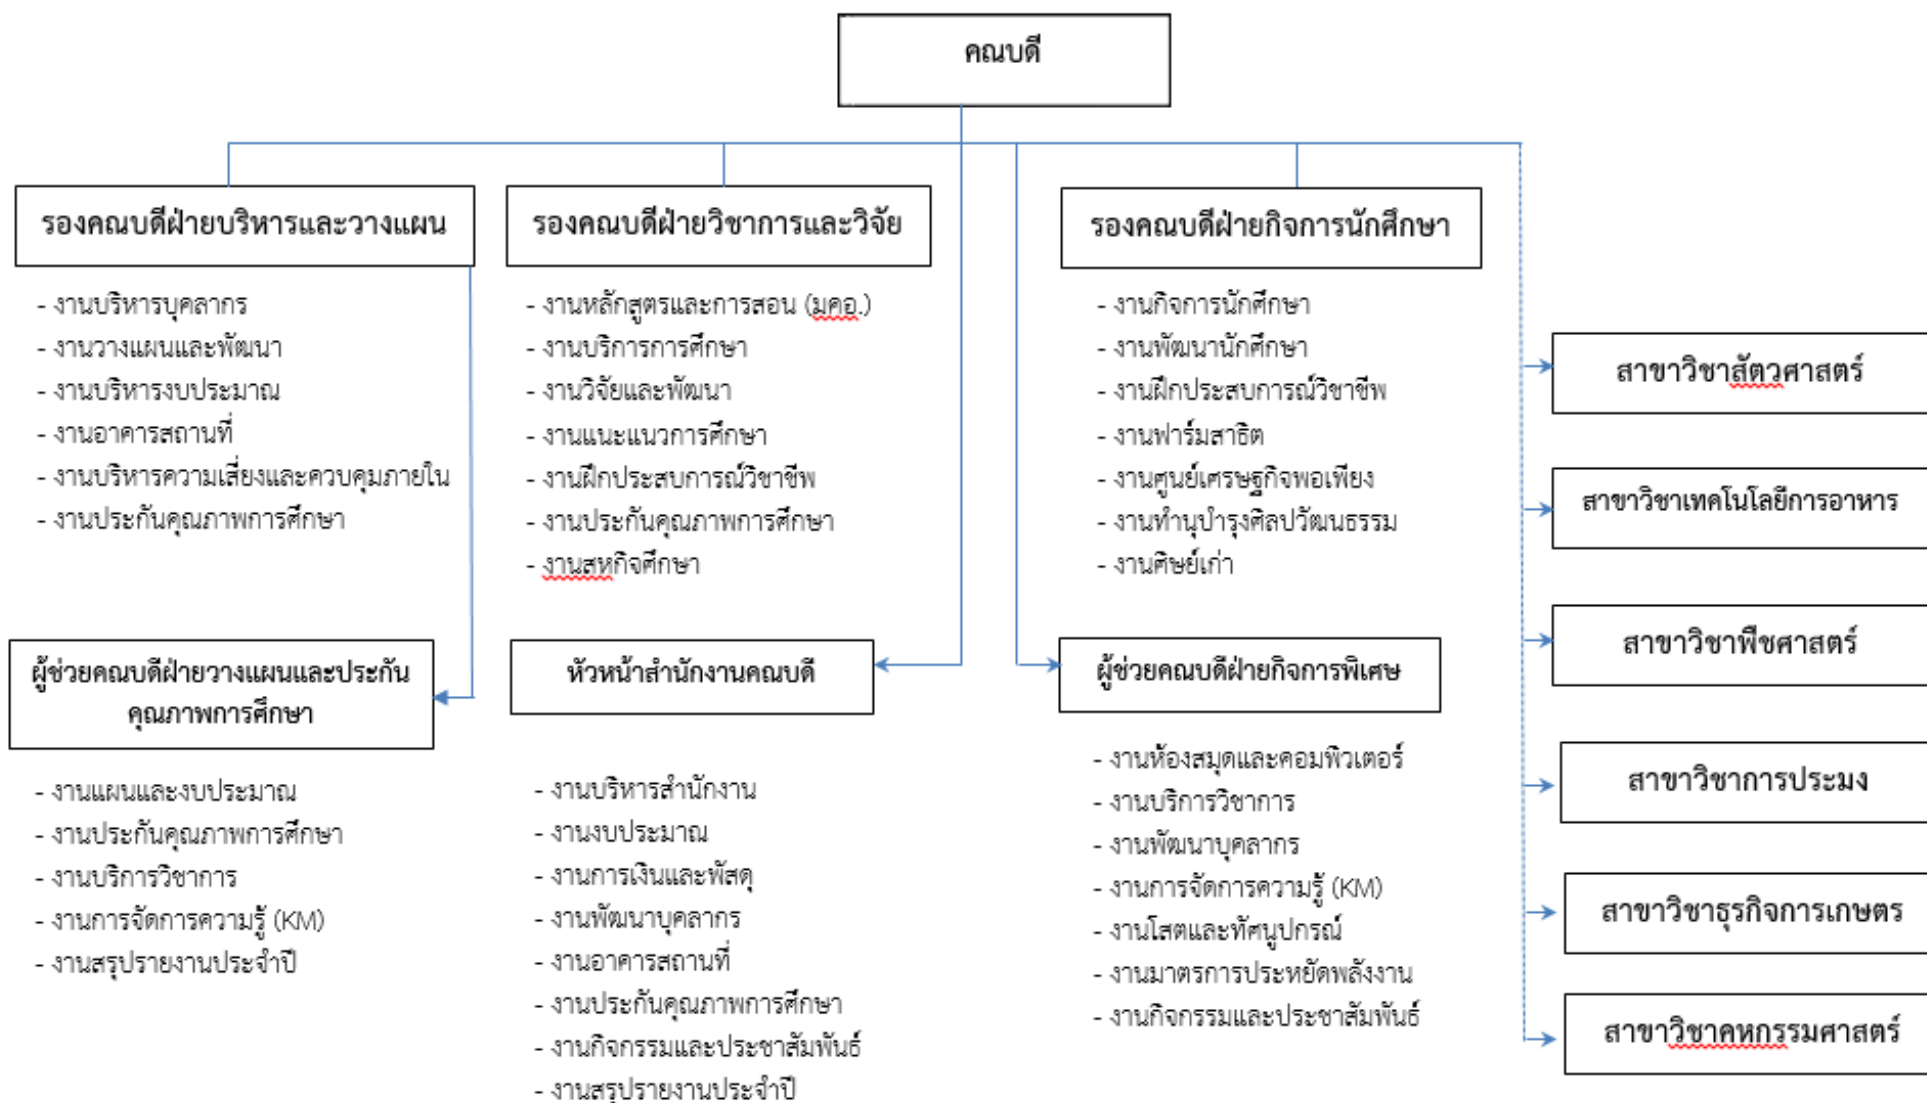 คณบดี
รองคณบดีฝ่ายบริหารและวางแผน
- งานบริหารบุคลากร
- งานวางแผนและพัฒนา
- งานบริหารงบประมาณ
- งานอาคารสถานที่
- งานบริหารความเสี่ยงและควบคุมภายใน
- งานประกันคุณภาพการศึกษา
รองคณบดีฝ่ายวิชาการและวิจัย
- งานหลักสูตรและการสอน (มคอ.)
- งานบริการการศึกษา
- งานวิจัยและพัฒนา
- งานแนะแนวการศึกษา
- งานฝึกประสบการณ์วิชาชีพ
- งานประกันคุณภาพการศึกษา
- งานสหกิจศึกษา
รองคณบดีฝ่ายกิจการนักศึกษา
- งานกิจการนักศึกษา
- งานพัฒนานักศึกษา
- งานฝึกประสบการณ์วิชาชีพ
- งานฟาร์มสาธิต
- งานศูนย์เศรษฐกิจพอเพียง
- งานทำนุบำรุงศิลปวัฒนธรรม
- งานศิษย์เก่า
ผู้ช่วยคณบดีฝ่ายวางแผนและประกัน
คุณภาพการศึกษา
- งานแผนและงบประมาณ
- งานประกันคุณภาพการศึกษา
- งานบริการวิชาการ
- งานการจัดการความรู้ (KM)
- งานสรุปรายงานประจำปี
หัวหน้าสำนักงานคณบดี
- งานบริหารสำนักงาน
- งานงบประมาณ
- งานการเงินและพัสดุ
- งานพัฒนาบุคลากร
- งานอาคารสถานที่
- งานประกันคุณภาพการศึกษา
- งานกิจกรรมและประชาสัมพันธ์
- งานสรุปรายงานประจำปี
ผู้ช่วยคณบดีฝ่ายกิจการพิเศษ
- งานห้องสมุดและคอมพิวเตอร์
- งานบริการวิชาการ
- งานพัฒนาบุคลากร
- งานการจัดการความรู้ (KM)
- งานโสตและทัศนูปกรณ์
- งานมาตรการประหยัดพลังงาน
- งานกิจกรรมและประชาสัมพันธ์
สาขาวิชาสัตวศาสตร์
สาขาวิชาเทคโนโลยีการอาหาร
สาขาวิชาพืชศาสตร์
สาขาวิชาการประมง
สาขาวิชาธุรกิจการเกษตร
สาขาวิชาคหกรรมศาสตร์